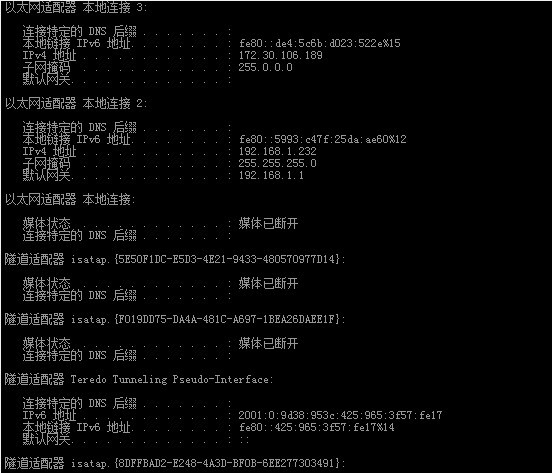 以太网适配器 本地连接 3:
连接特定的 DNS 后缀 . . . . . . . :
本地链接 IPv6 地址. . . . . . . . : fe80::de4:5c6b:d023:522e%15
IPv4 地址 . . . . . . . . . . . . : 172.30.106.189
子网掩码 . . . . . . . . . . . . : 255.0.0.0
默认网关. . . . . . . . . . . . . :
以太网适配器 本地连接 2:
连接特定的 DNS 后缀 . . . . . . . :
本地链接 IPv6 地址. . . . . . . . : fe80::5993:c47f:25da:ae60%12
IPv4 地址 . . . . . . . . . . . . : 192.168.1.232
子网掩码 . . . . . . . . . . . . : 255.255.255.0
默认网关. . . . . . . . . . . . . : 192.168.1.1
以太网适配器 本地连接:
媒体状态 . . . . . . . . . . . . : 媒体已断开
连接特定的 DNS 后缀 . . . . . . . :
隧道适配器 isatap.{5E50F1DC-E5D3-4E21-9433-480570977D14}:
媒体状态 . . . . . . . . . . . . : 媒体已断开
连接特定的 DNS 后缀 . . . . . . . :
隧道适配器 isatap.{F019DD75-DA4A-481C-A697-1BEA26DAEE1F}:
媒体状态 . . . . . . . . . . . . : 媒体已断开
连接特定的 DNS 后缀 . . . . . . . :
隧道适配器 Teredo Tunneling Pseudo-Interface:
连接特定的 DNS 后缀 . . . . . . . :
IPv6 地址 . . . . . . . . . . . . : 2001:0:9d38:953c:425:965:3f57:fe17
本地链接 IPv6 地址. . . . . . . . : fe80::425:965:3f57:fe17%14
默认网关. . . . . . . . . . . . . : ::
隧道适配器 isatap.{8DFFBAD2-E248-4A3D-BF0B-6EE277303491}: